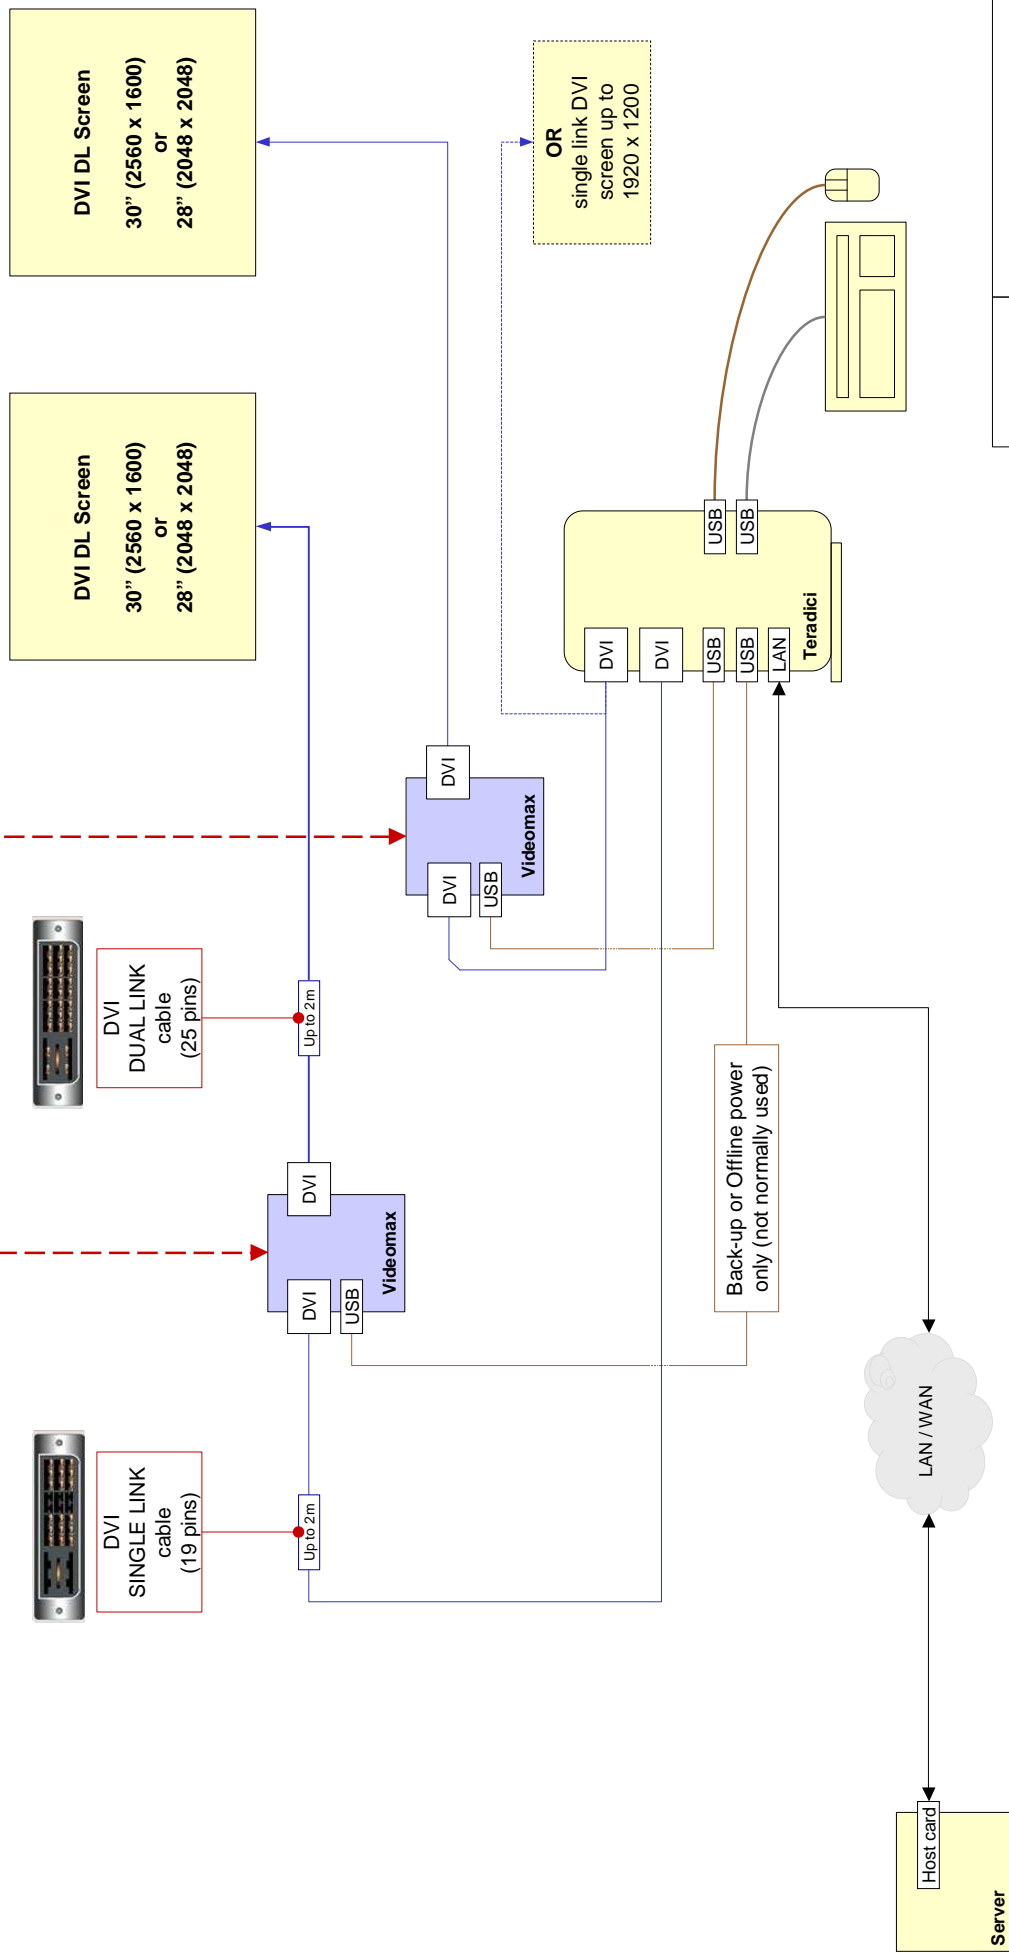 DVI
SINGLE LINK
cable
(19 pins)
DVI
DUAL LINK
cable
(25 pins)
DVI DL Screen
30” (2560 x 1600)
or
28” (2048 x 2048)
DVI DL Screen
30” (2560 x 1600)
or
28” (2048 x 2048)
Up to 2m
DVI
USB
DVI
Videomax
Up to 2m
DVI
USB
DVI
Videomax
OR
single link DVI
screen up to
1920 x 1200
DVI
DVI
USB
USB
LAN
USB
USB
Teradici
Back-up or Offline power
only (not normally used)
Host card
Server
LAN / WAN